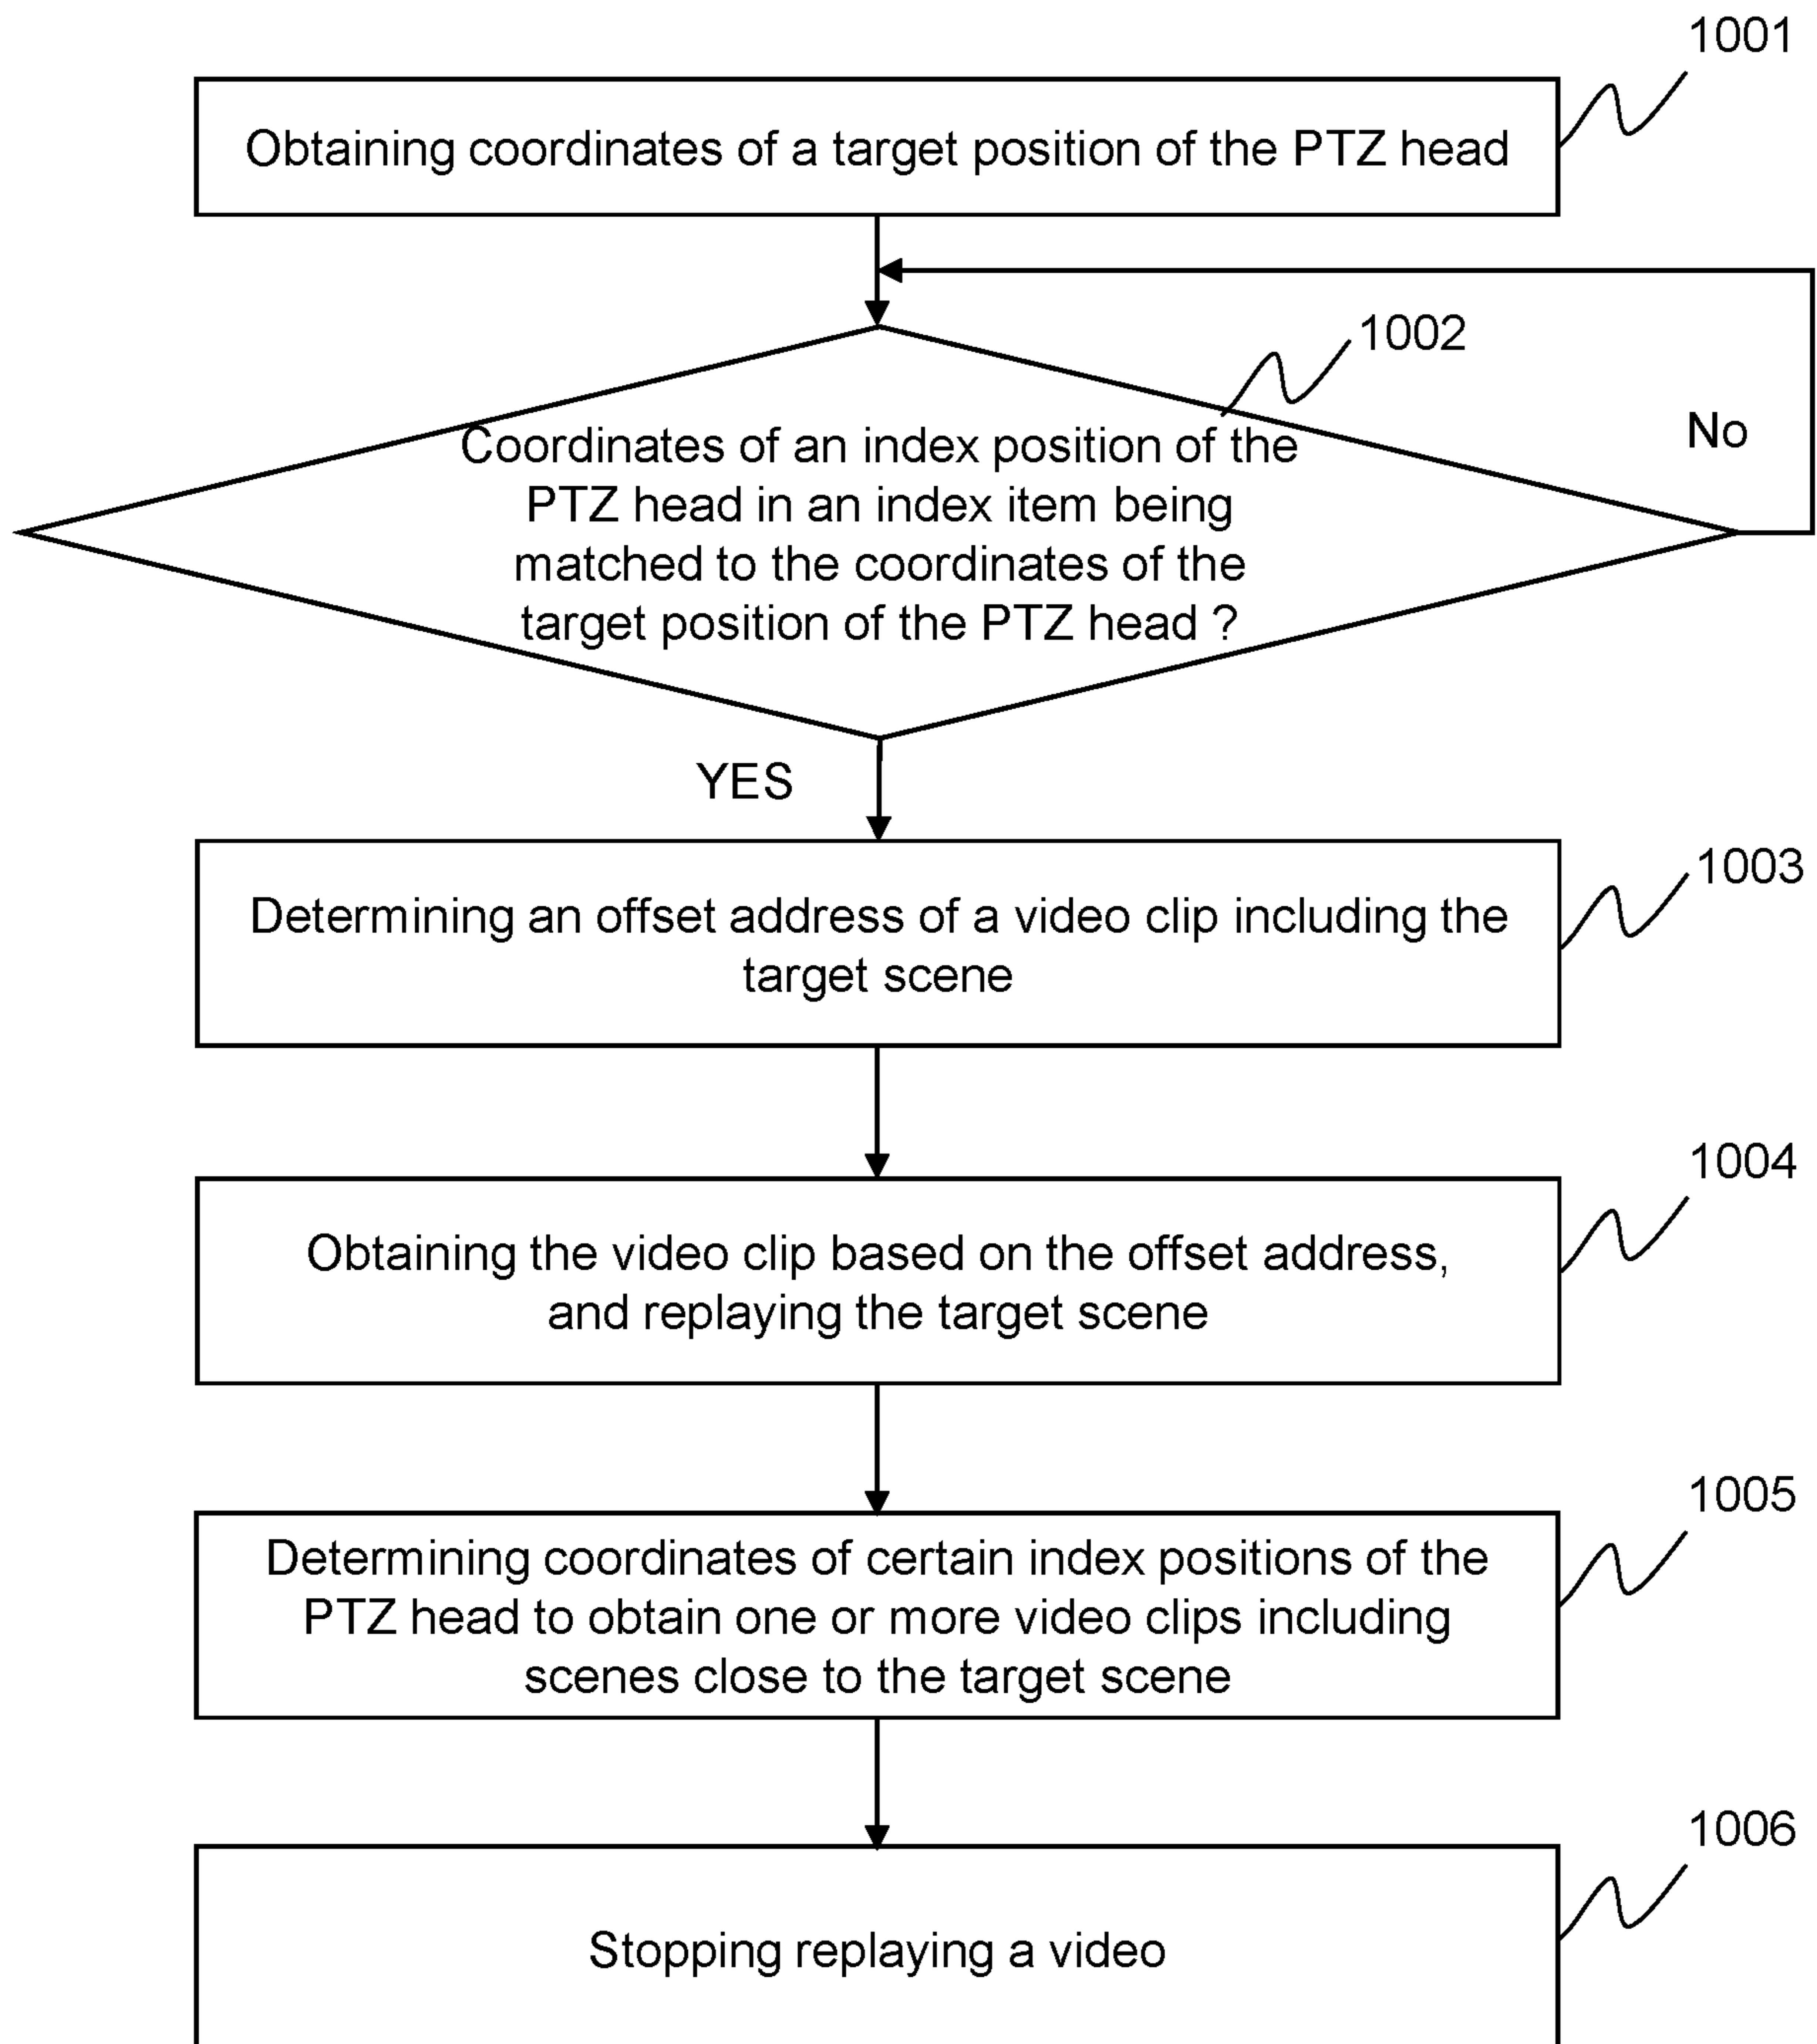 1001
Obtaining coordinates of a target position of the PTZ head
1002
No
Coordinates of an index position of the
PTZ head in an index item being
matched to the coordinates of the
target position of the PTZ head ?
YES
1003
Determining an offset address of a video clip including the
target scene
1004
Obtaining the video clip based on the offset address,
and replaying the target scene
1005
Determining coordinates of certain index positions of the
PTZ head to obtain one or more video clips including
scenes close to the target scene
1006
Stopping replaying a video